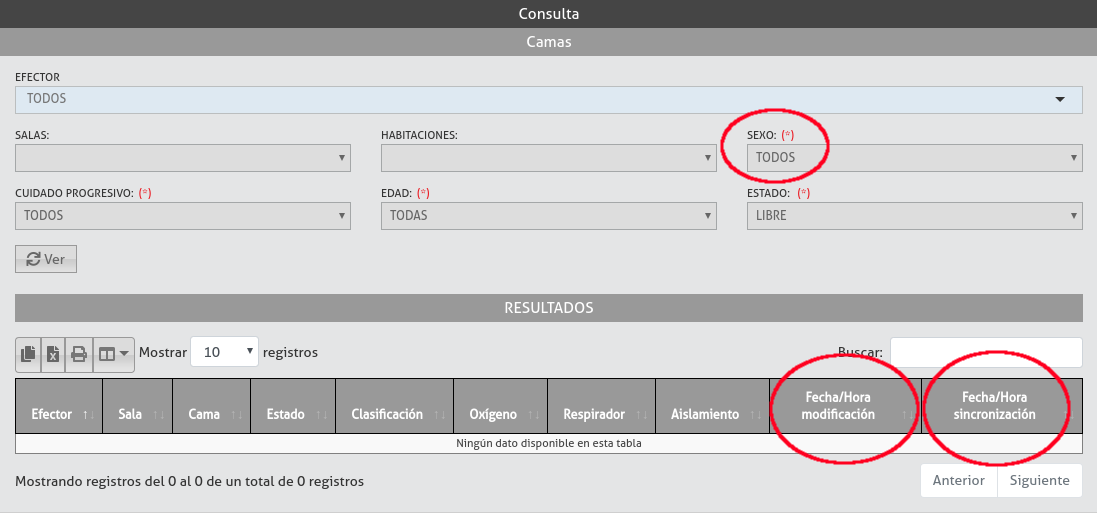 Consulta
Camas
EFECTOR
TODOS
SALAS: HABITACIONES: SEXO: (*)
TODOS
CUIDADO PROGRESIVO: (*) EDAD: (*) ESTADO: (*)
TODOS TODAS LIBRE
Ver
RESULTADOS
Mostrar 10 registros Buscar:
Efector Sala Cama Estado Clasificación Oxígeno Respirador Aislamiento Fecha/Hora modificación Fecha/Hora sincronización
Ningún dato disponible en esta tabla
Mostrando registros del 0 al 0 de un total de 0 registros Anterior Siguiente